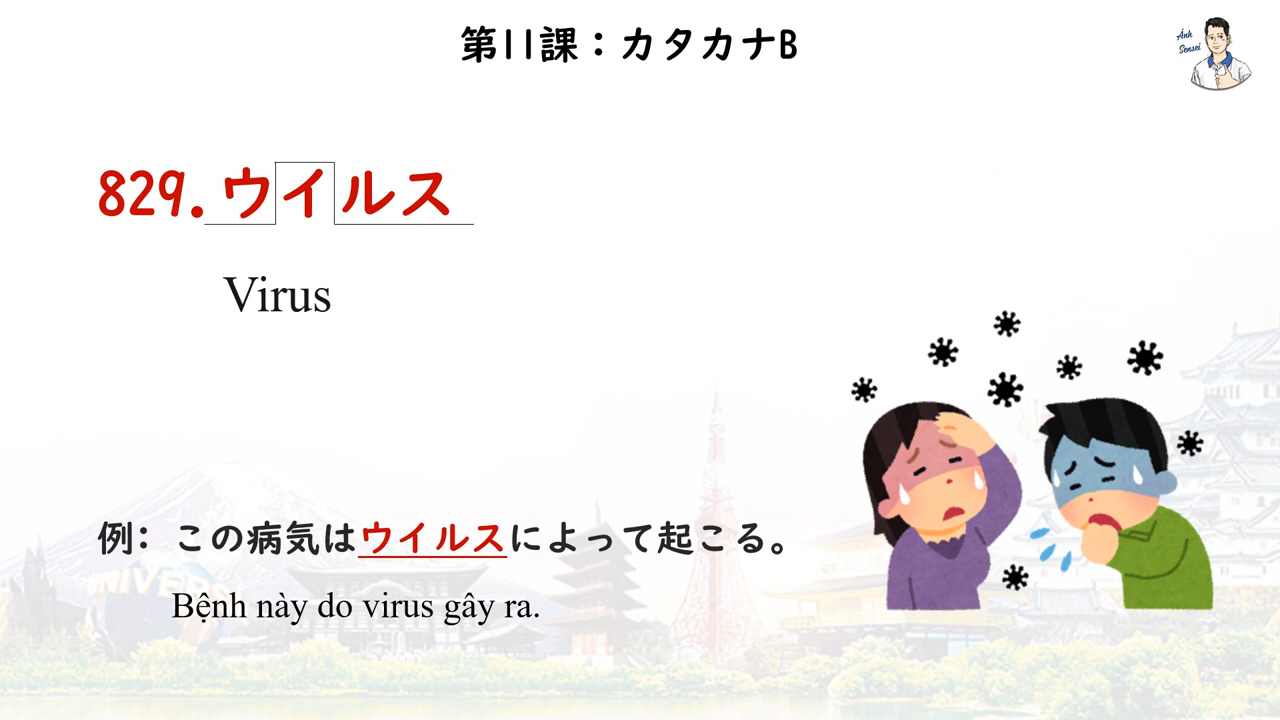 第11課：カタカナB
Anh
Sensei
829.ウイルス
Virus
例：この病気はウイルスによって起こる。
Bệnh này do virus gây ra.